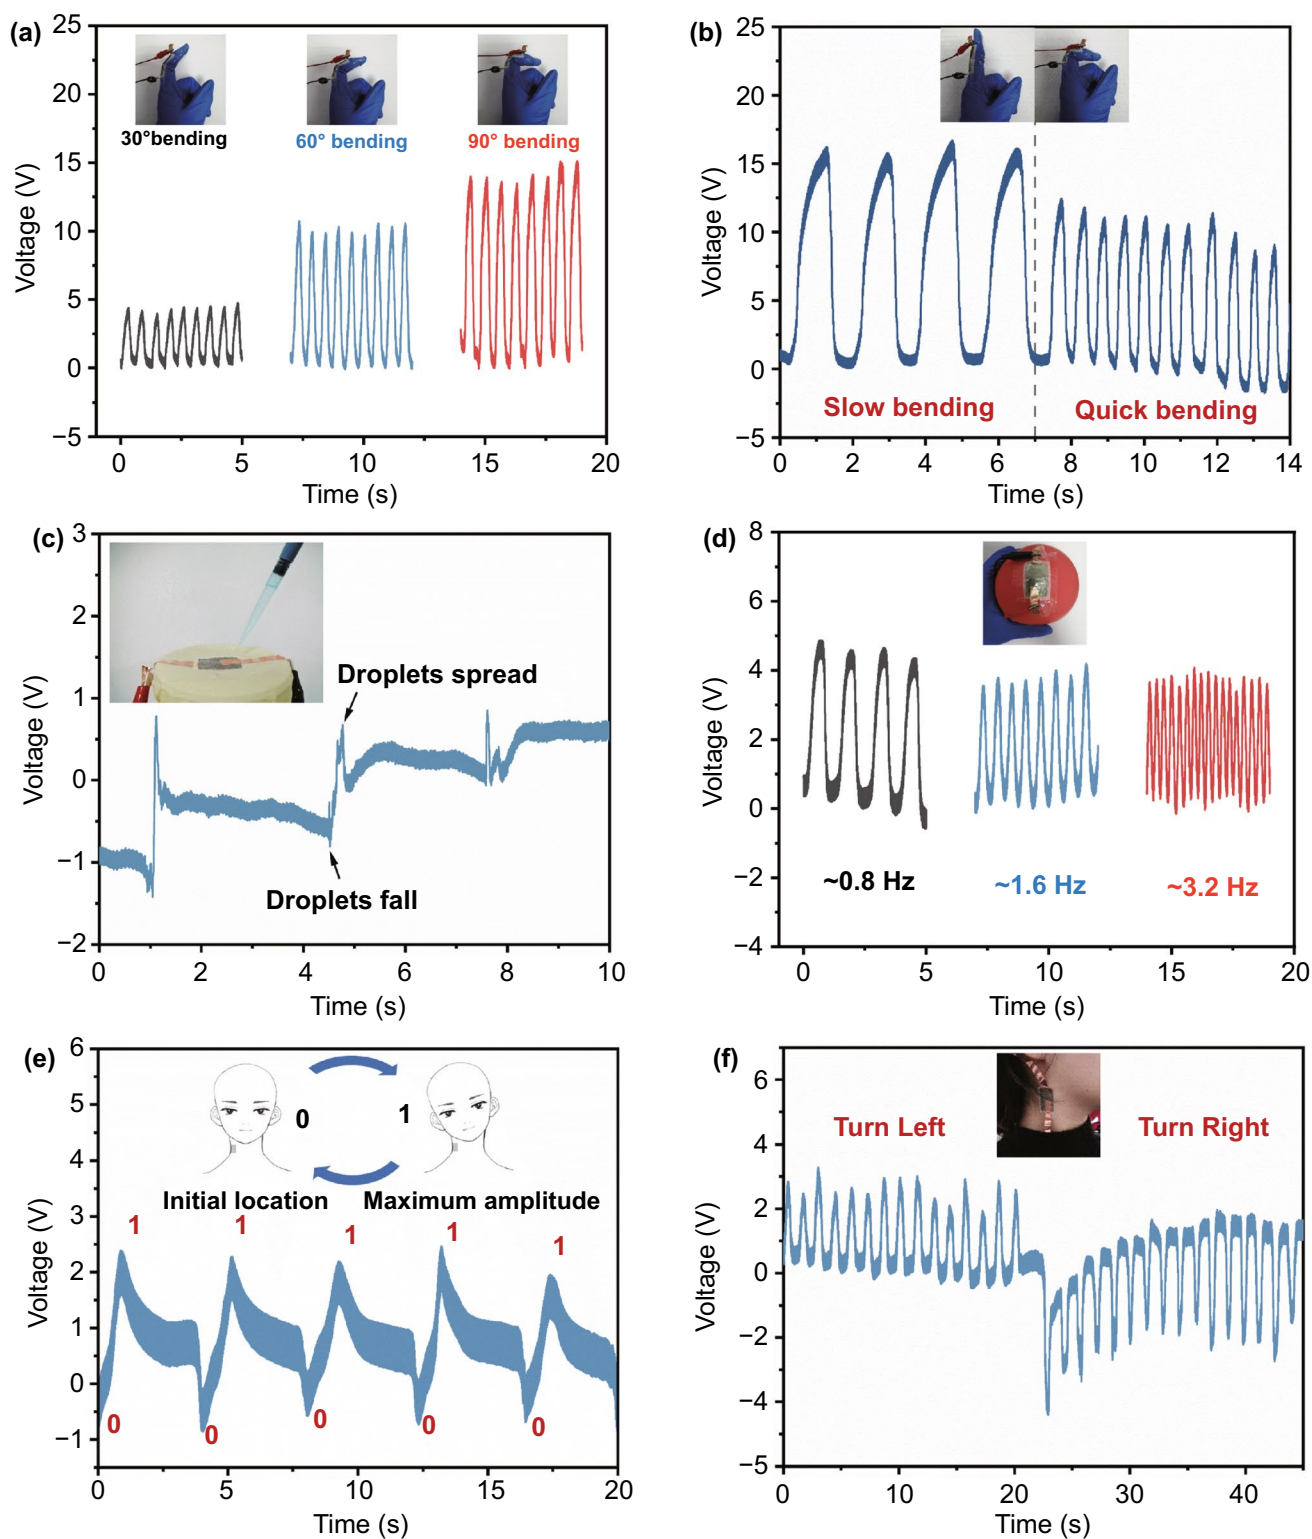 (a)
25
20
15
10
5
0
−5
Voltage (V)
30°bending
60° bending
90° bending
0
5
10
15
20
Time (s)
(b)
25
20
15
10
5
0
−5
Voltage (V)
Slow bending
Quick bending
0
2
4
6
8
10
12
14
Time (s)
(c)
3
2
1
0
−1
−2
Voltage (V)
Droplets spread
Droplets fall
0
2
4
6
8
10
Time (s)
(d)
8
6
4
2
0
−2
−4
Voltage (V)
~0.8 Hz
~1.6 Hz
~3.2 Hz
0
5
10
15
20
Time (s)
(e)
6
5
4
3
2
1
0
−1
Voltage (V)
0
1
Initial location
Maximum amplitude
1
1
1
1
1
0
0
0
0
0
0
5
10
15
20
Time (s)
(f)
6
4
2
0
−2
−4
−5
Voltage (V)
Turn Left
Turn Right
0
10
20
30
40
Time (s)